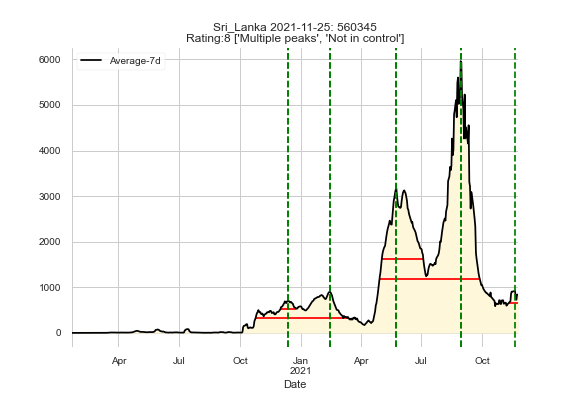 Sri_Lanka 2021-11-25: 560345
Rating:8 ['Multiple peaks', 'Not in control']
Average-7d
6000
5000
4000
3000
2000
1000
0
Apr Jul Oct Jan Apr Jul Oct
2021
Date